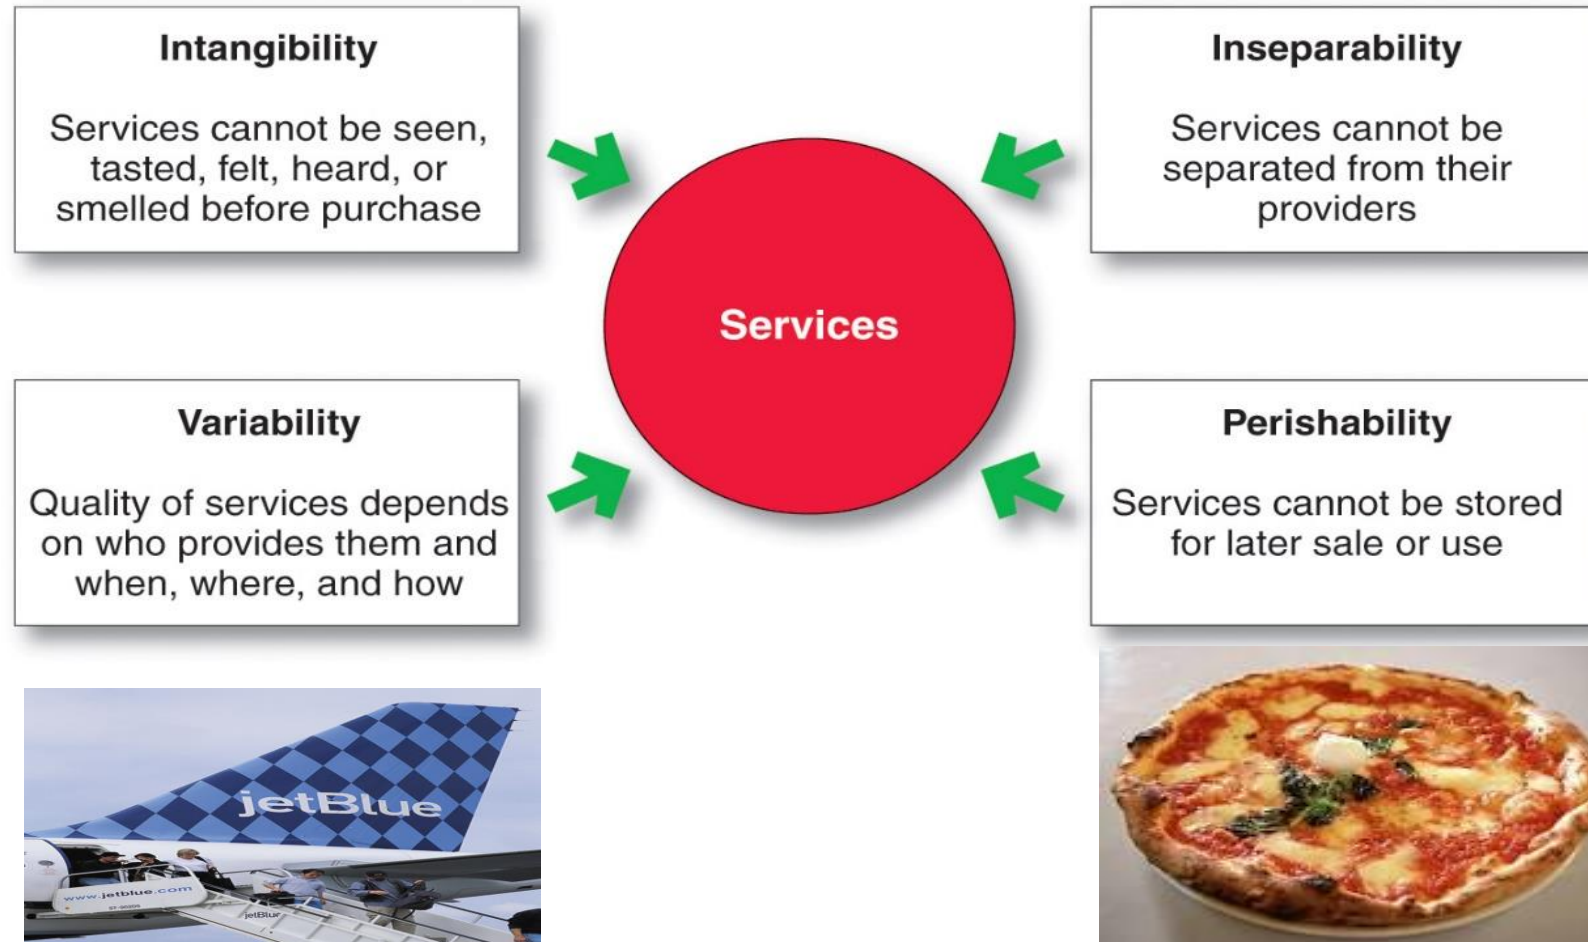 Intangibility
Services cannot be seen,
tasted, felt, heard, or
smelled before purchase
Inseparability
Services cannot be
separated from their
providers
Services
Variability
Quality of services depends
on who provides them and
when, where, and how
Perishability
Services cannot be stored
for later sale or use
jetBlue
www.jetblue.com
jetBlue